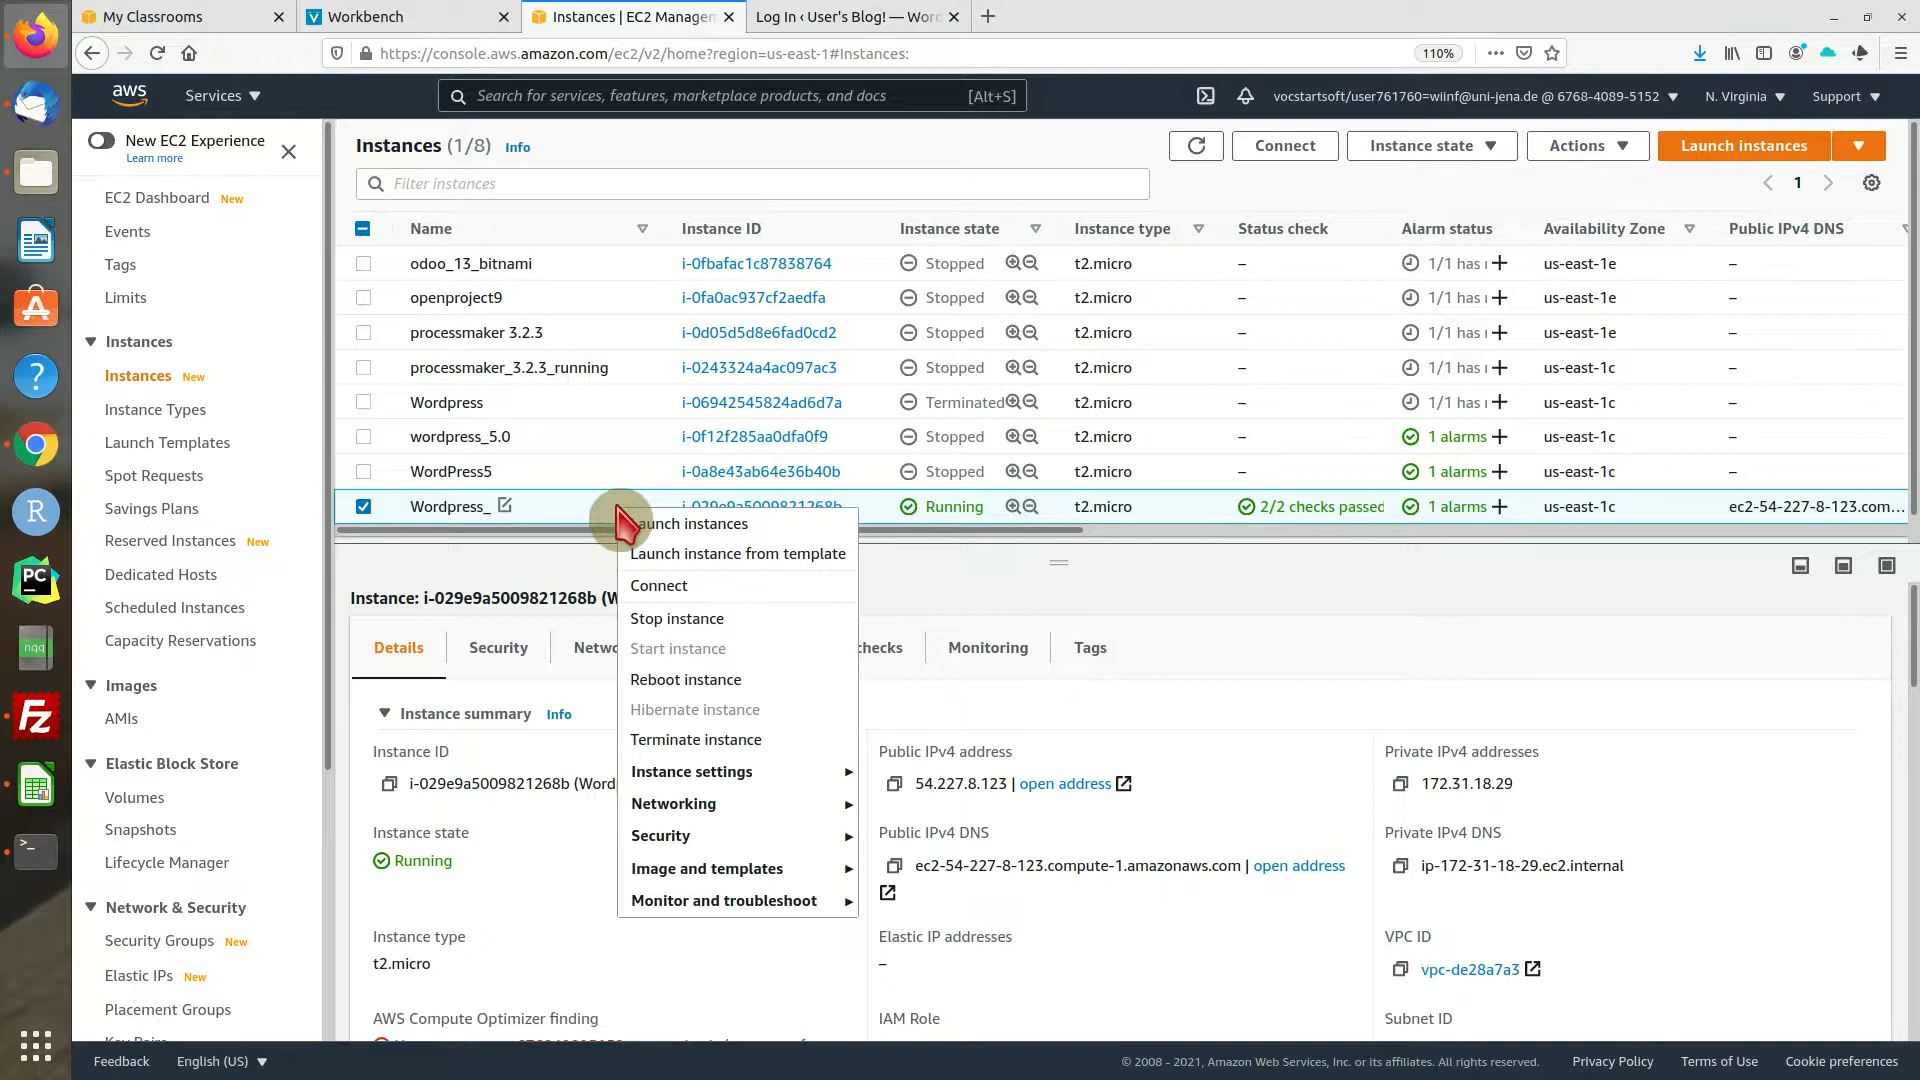 My Classrooms
Workbench
Instances | EC2 Managem
Log In ‹ User's Blog! — Word
https://console.aws.amazon.com/ec2/v2/home?region=us-east-1#Instances:
110%
aws
Services
Search for services, features, marketplace products, and docs [Alt+S]
vocstartsoft/user761760=wiinf@uni-jena.de @ 6768-4089-5152
N. Virginia
Support
New EC2 Experience
Learn more
EC2 Dashboard New
Events
Tags
Limits
Instances
Instances New
Instance Types
Launch Templates
Spot Requests
Savings Plans
Reserved Instances New
Dedicated Hosts
Scheduled Instances
Capacity Reservations
Images
AMIs
Elastic Block Store
Volumes
Snapshots
Lifecycle Manager
Network & Security
Security Groups New
Elastic IPs New
Placement Groups
Instances (1/8) Info
Connect
Instance state
Actions
Launch instances
Filter instances
1
Name Instance ID Instance state Instance type Status check Alarm status Availability Zone Public IPv4 DNS
odoo_13_bitnami i-0fbafac1c87838764 Stopped t2.micro – 1/1 has us-east-1e –
openproject9 i-0fa0ac937cf2aedfa Stopped t2.micro – 1/1 has us-east-1e –
processmaker 3.2.3 i-0d05d5d8e6fad0cd2 Stopped t2.micro – 1/1 has us-east-1e –
processmaker_3.2.3_running i-0243324a4ac097ac3 Stopped t2.micro – 1/1 has us-east-1c –
Wordpress i-06942545824ad6d7a Terminated t2.micro – 1/1 has us-east-1c –
wordpress_5.0 i-0f12f285aa0dfa0f9 Stopped t2.micro – 1 alarms us-east-1c –
WordPress5 i-0a8e43ab64e36b40b Stopped t2.micro – 1 alarms us-east-1c –
Wordpress_ i-029e9a5009821268b Running t2.micro 2/2 checks passed 1 alarms us-east-1c ec2-54-227-8-123.com...
aunch instances
Launch instance from template
Connect
Stop instance
Start instance
Reboot instance
Hibernate instance
Terminate instance
Instance settings
Networking
Security
Image and templates
Monitor and troubleshoot
Instance: i-029e9a5009821268b (W
Details
Security
Netwo
checks
Monitoring
Tags
Instance summary Info
Instance ID
i-029e9a5009821268b (Word
Public IPv4 address
54.227.8.123 | open address
Private IPv4 addresses
172.31.18.29
Instance state
Running
Public IPv4 DNS
ec2-54-227-8-123.compute-1.amazonaws.com | open address
Private IPv4 DNS
ip-172-31-18-29.ec2.internal
Instance type
t2.micro
Elastic IP addresses
–
VPC ID
vpc-de28a7a3
AWS Compute Optimizer finding
IAM Role
Subnet ID
Feedback
English (US)
© 2008 - 2021, Amazon Web Services, Inc. or its affiliates. All rights reserved.
Privacy Policy
Terms of Use
Cookie preferences
R
PC
nqq
Fz
>_